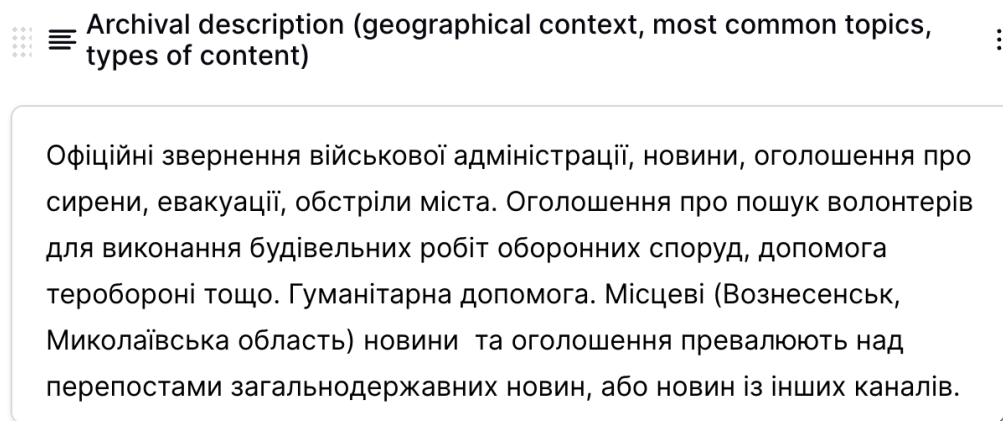 Archival description (geographical context, most common topics,
types of content)
Офіційні звернення військової адміністрації, новини, оголошення про
сирени, евакуації, обстріли міста. Оголошення про пошук волонтерів
для виконання будівельних робіт оборонних споруд, допомога
теробороні тощо. Гуманітарна допомога. Місцеві (Вознесенськ,
Миколаївська область) новини  та оголошення превалюють над
перепостами загальнодержавних новин, або новин із інших каналів.